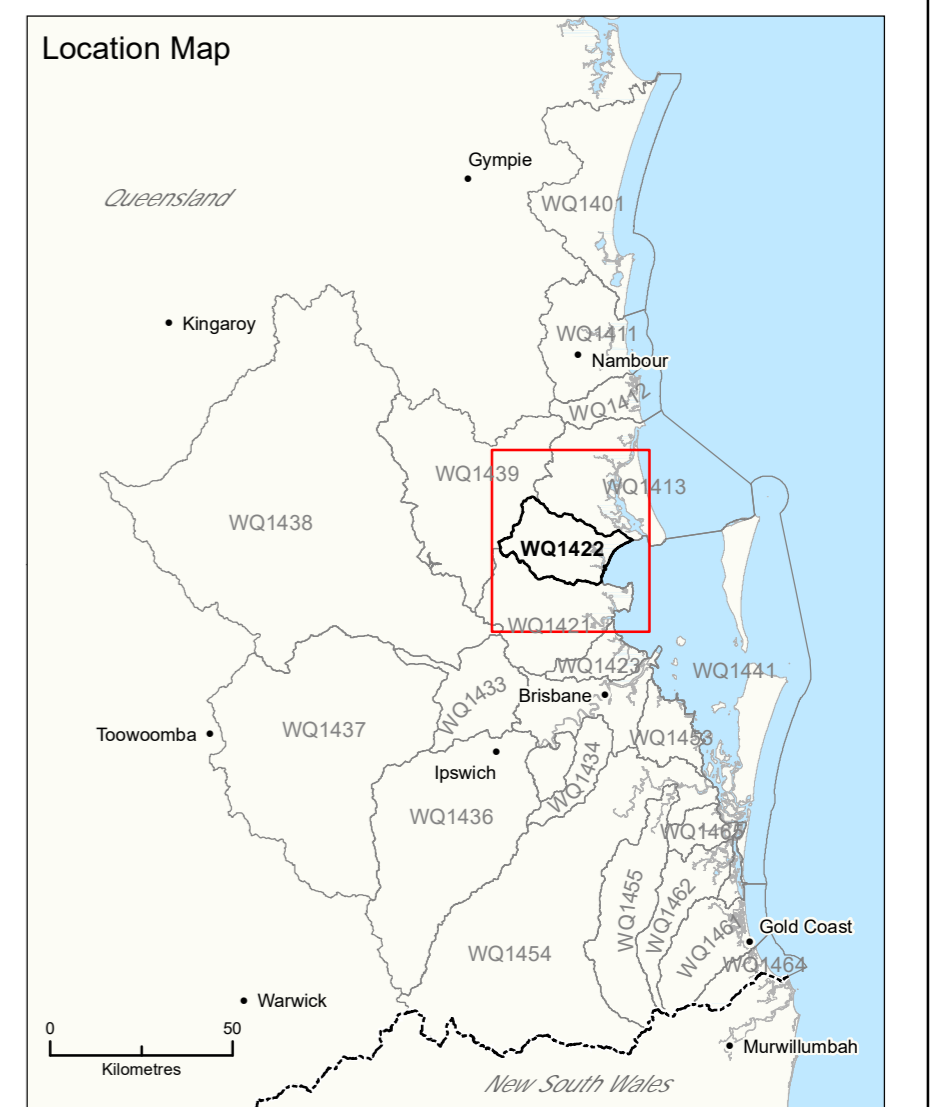 Location Map
Gympie
Queensland
WQ1401
Kingaroy
WQ1411
Nambour
WQ1412
WQ1439
WQ1413
WQ1438
WQ1422
WQ1421
WQ1423
WQ1441
WQ1433
Brisbane
WQ1437
Toowoomba
WQ1453
Ipswich
WQ1434
WQ1436
WQ1465
WQ1455
WQ1462
WQ1461
Gold Coast
WQ1454
WQ1464
Warwick
0 50
Kilometres
Murwillumbah
New South Wales